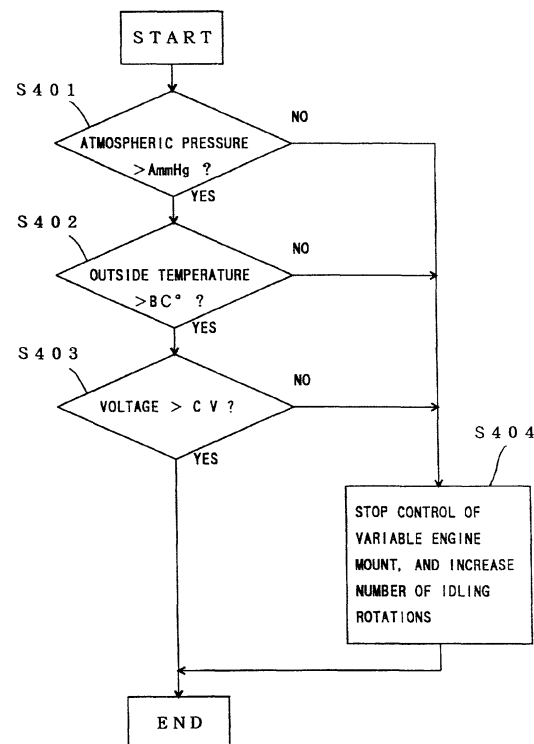 START
S401
NO
ATMOSPHERIC PRESSURE
>AmmHg ?
YES
S402
NO
OUTSIDE TEMPERATURE
>BC° ?
YES
S403
NO
VOLTAGE > C V ?
YES
S404
STOP CONTROL OF
VARIABLE ENGINE
MOUNT, AND INCREASE
NUMBER OF IDLING
ROTATIONS
END